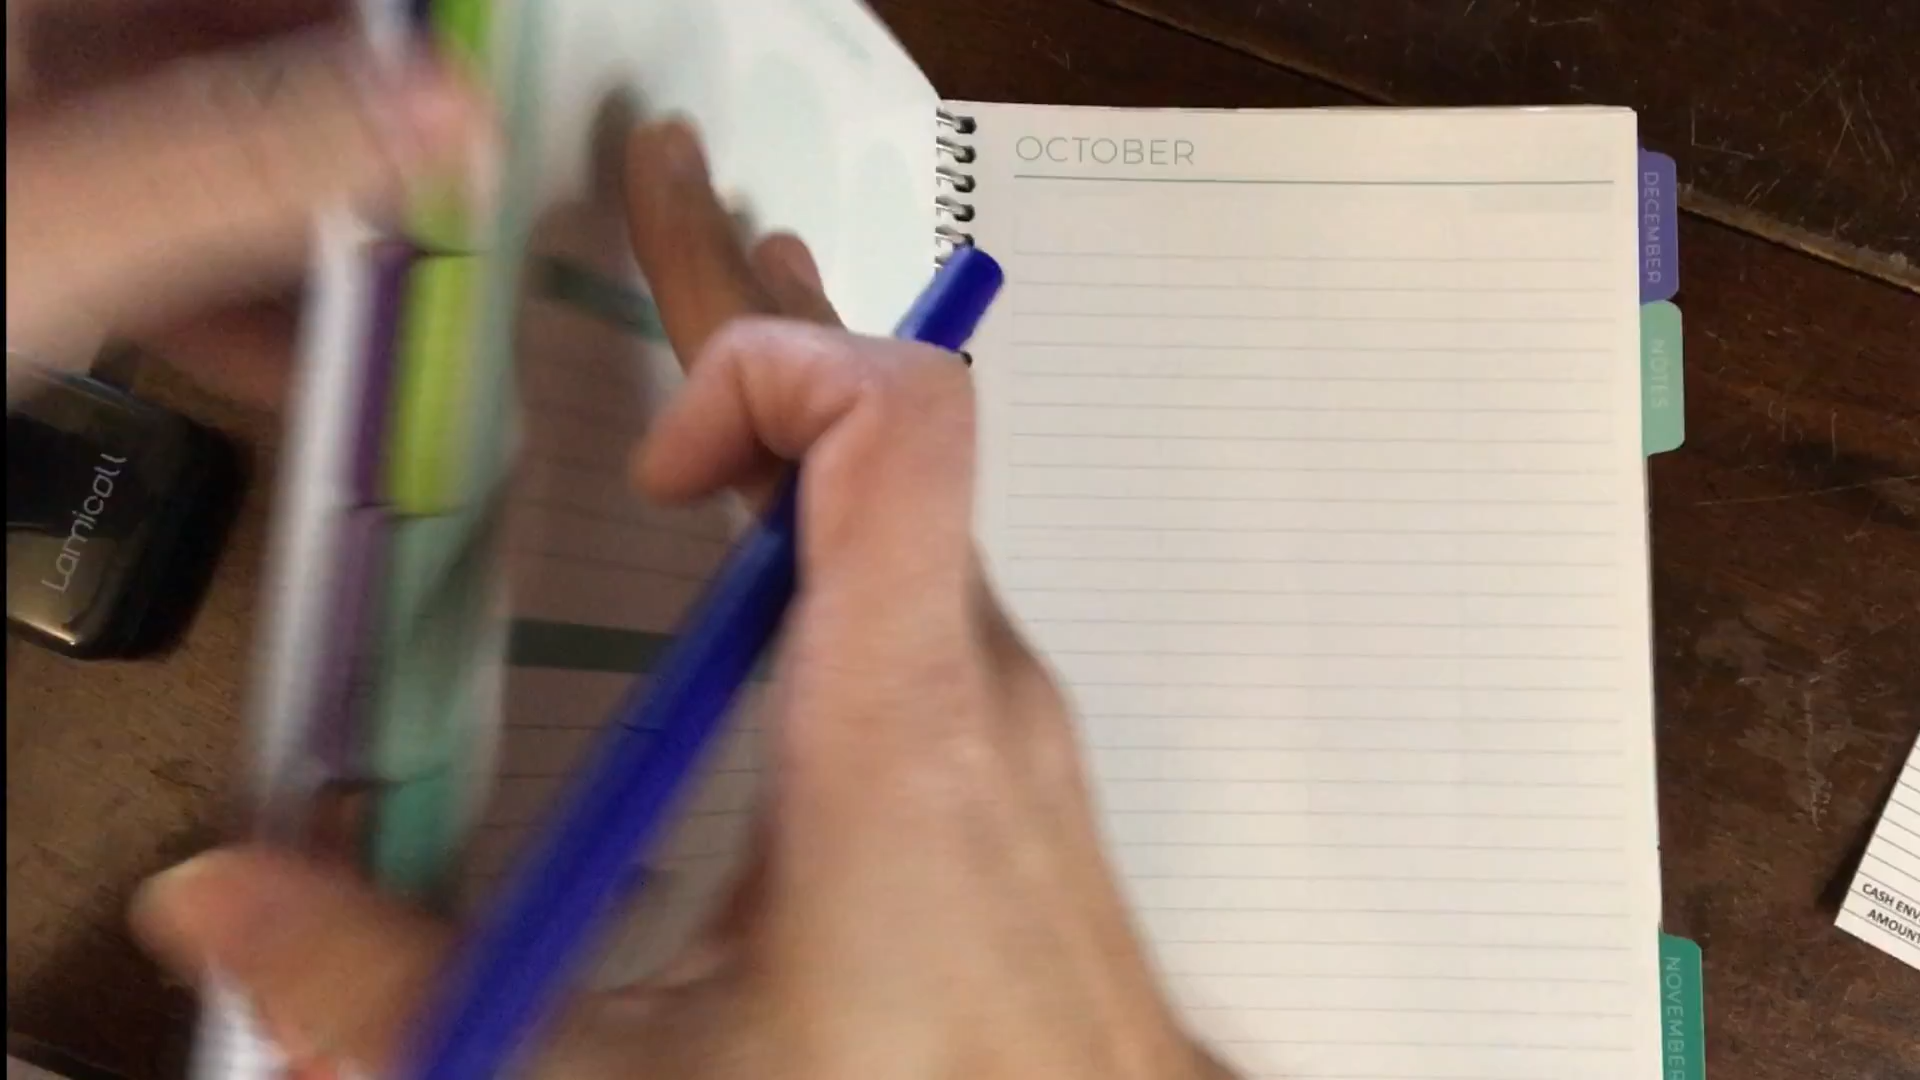 OCTOBER
DECEMBER
NOTES
Lamicall
CASH ENV
AMOUNT
NOVEMBER